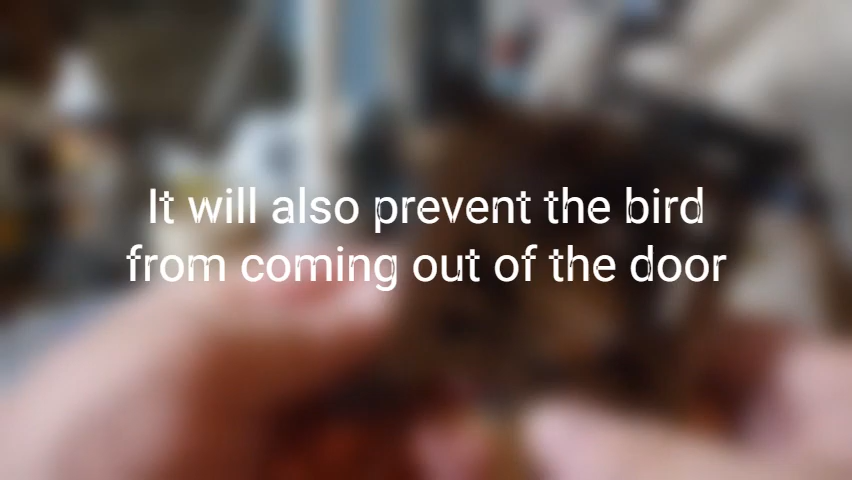 It will also prevent the bird
from coming out of the door